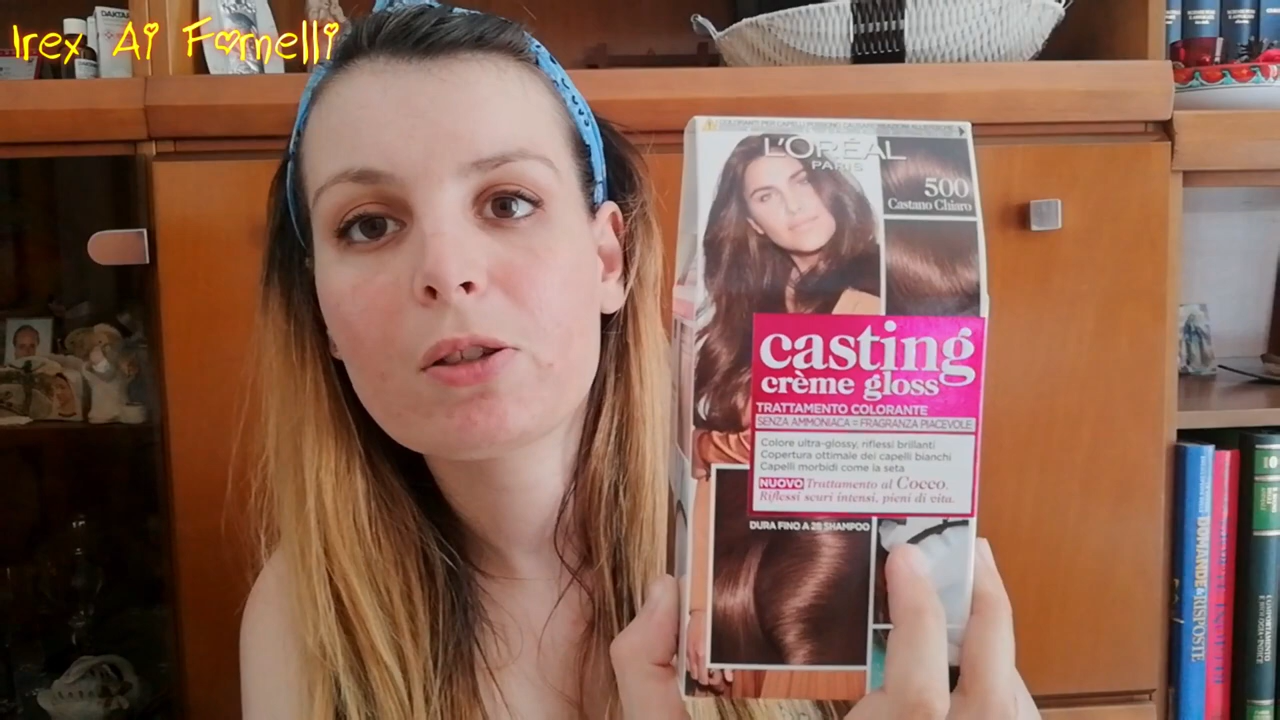 Irex Ai Fornelli
L'ORÉAL
PARIS
500
Castano Chiaro
casting
crème gloss
TRATTAMENTO COLORANTE
SENZA AMMONIACA = FRAGRANZA PIACEVOLE
Colore ultra-glossy, riflessi brillanti
Copertura ottimale dei capelli bianchi
Capelli morbidi come la seta
NUOVO Trattamento al Cocco.
Riflessi scuri intensi, pieni di vita.
DURA FINO A 28 SHAMPOO
DOMANDE & RISPOSTE